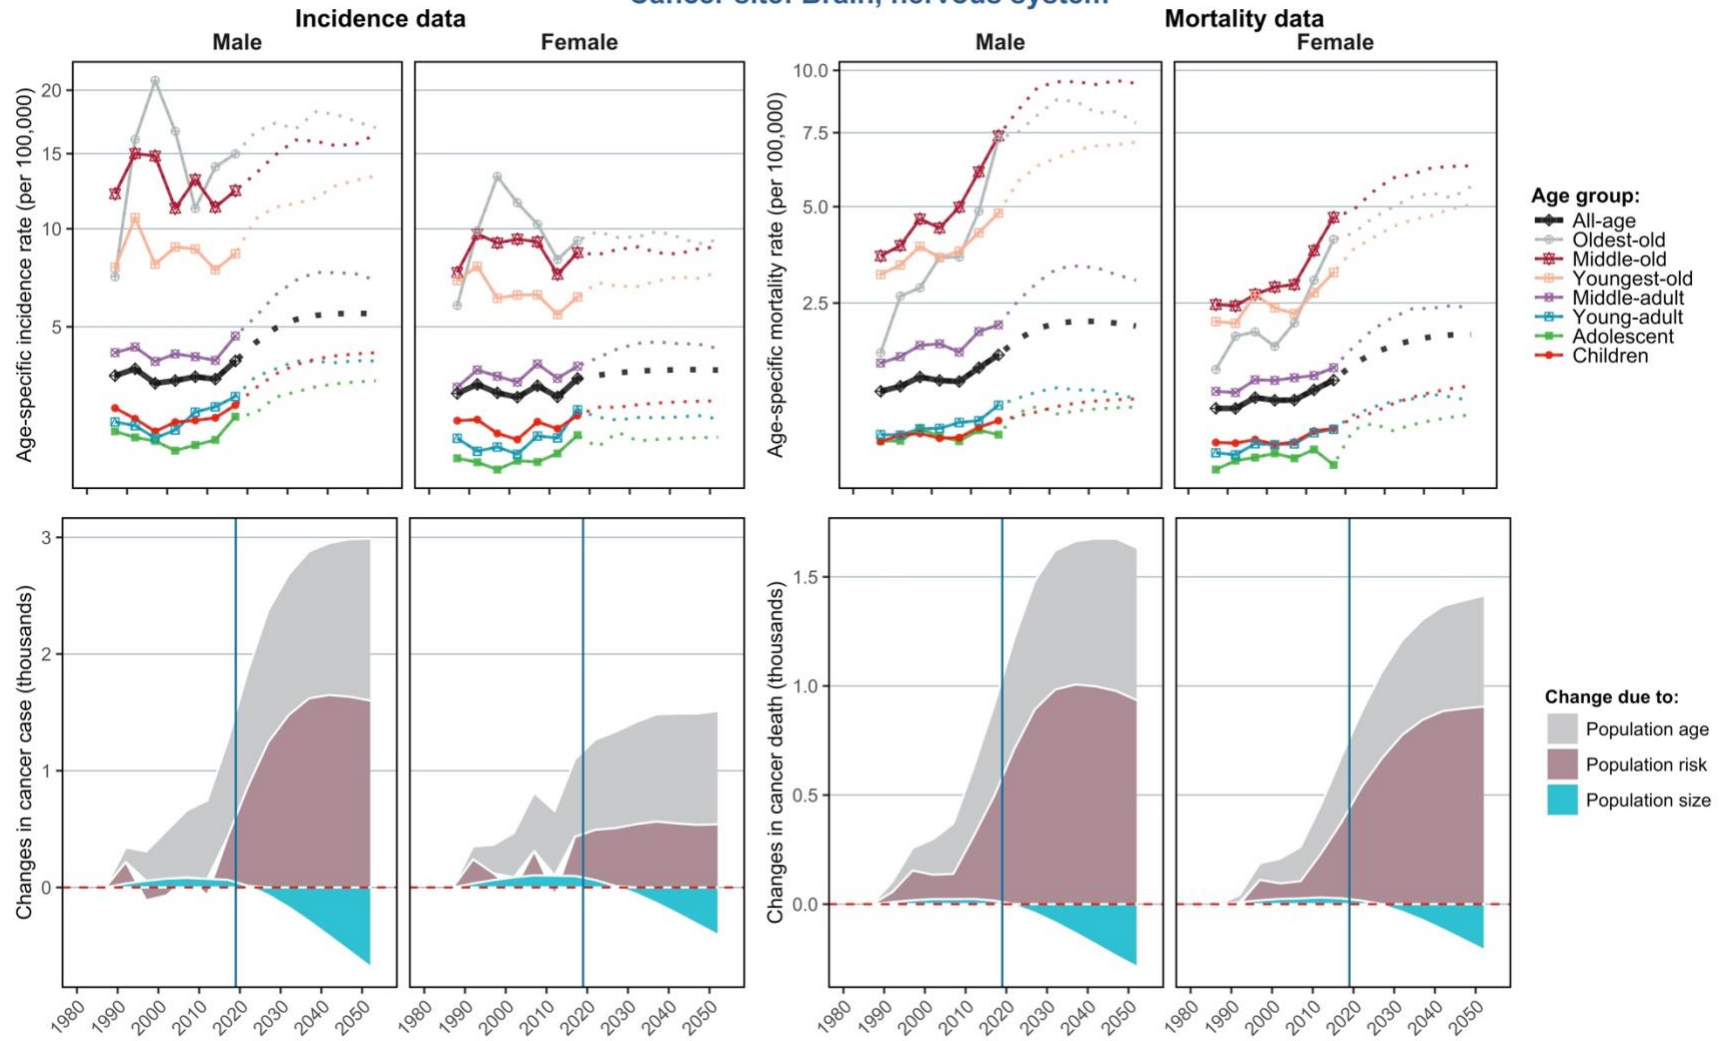 Cancer site: Brain, nervous system
Incidence data
Mortality data
Male
Female
Male
Female
Age-specific incidence rate (per 100,000)
20
15
10
5
Age-specific mortality rate (per 100,000)
10.0
7.5
5.0
2.5
Age group:
All-age
Oldest-old
Middle-old
Youngest-old
Middle-adult
Young-adult
Adolescent
Children
Changes in cancer case (thousands)
3
2
1
0
Changes in cancer death (thousands)
1.5
1.0
0.5
0.0
Change due to:
Population age
Population risk
Population size
1980 1990 2000 2010 2020 2030 2040 2050
1980 1990 2000 2010 2020 2030 2040 2050
1980 1990 2000 2010 2020 2030 2040 2050
1980 1990 2000 2010 2020 2030 2040 2050